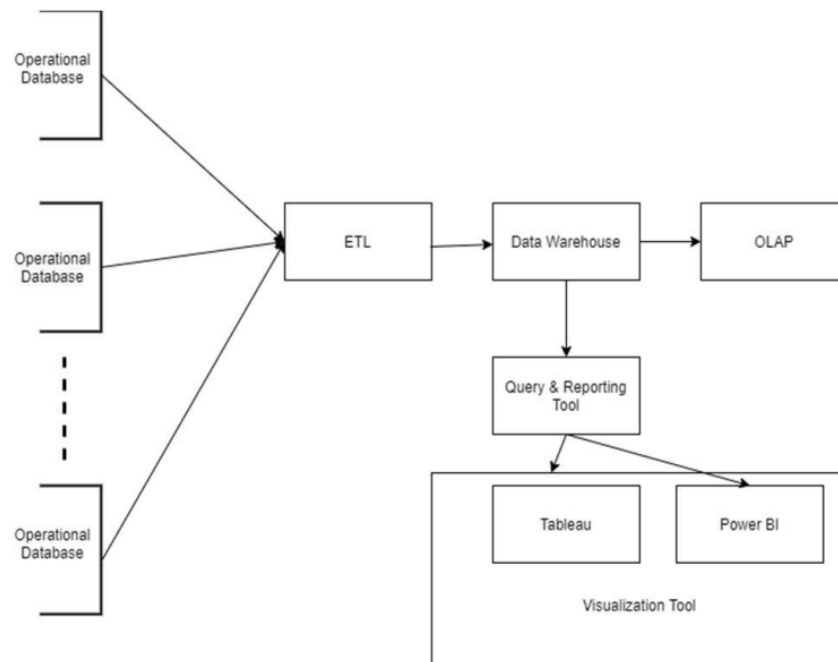 Operational
Database
Operational
Database
ETL
Data Warehouse
OLAP
Query & Reporting
Tool
Operational
Database
Tableau
Power BI
Visualization Tool